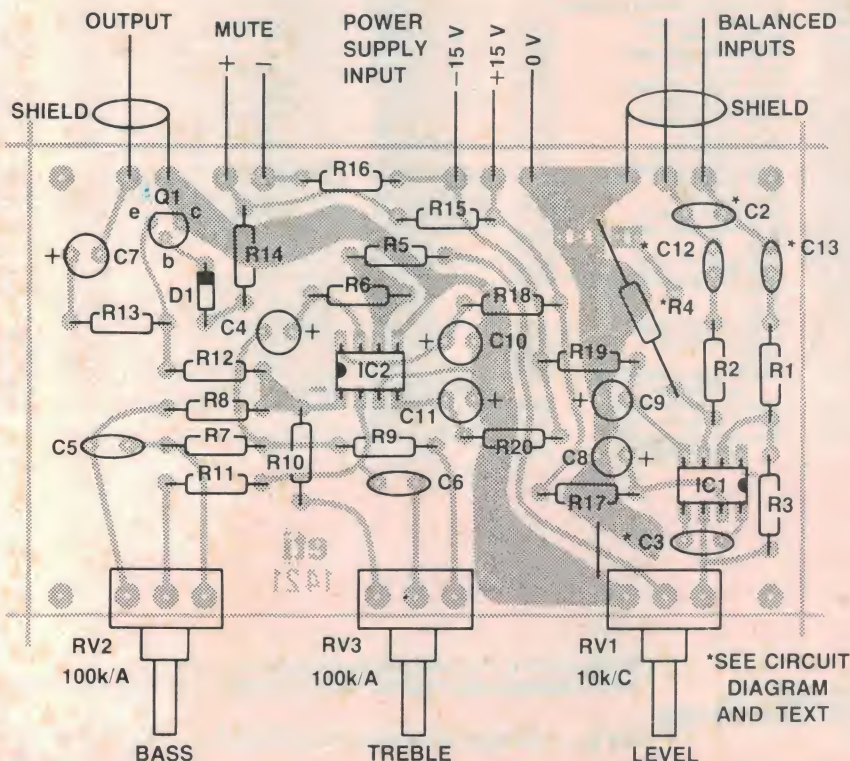 OUTPUT
MUTE
+ −
POWER
SUPPLY
INPUT
−15 V
+15 V
0 V
BALANCED
INPUTS
SHIELD
SHIELD
R16
Q1
e c
b
R15
*C2
+ C7
R14
R5
*C12
*C13
D1
R6
R18
*R4
R13
C4 +
+ C10
R12
IC2
R19
R2
R1
R8
C11 +
+ C9
C5
R7
R10
R9
R20
C8 +
R11
C6
R17
IC1
R3
*C3
eti
1421
RV2
100k/A
RV3
100k/A
RV1
10k/C
*SEE CIRCUIT
DIAGRAM
AND TEXT
BASS
TREBLE
LEVEL